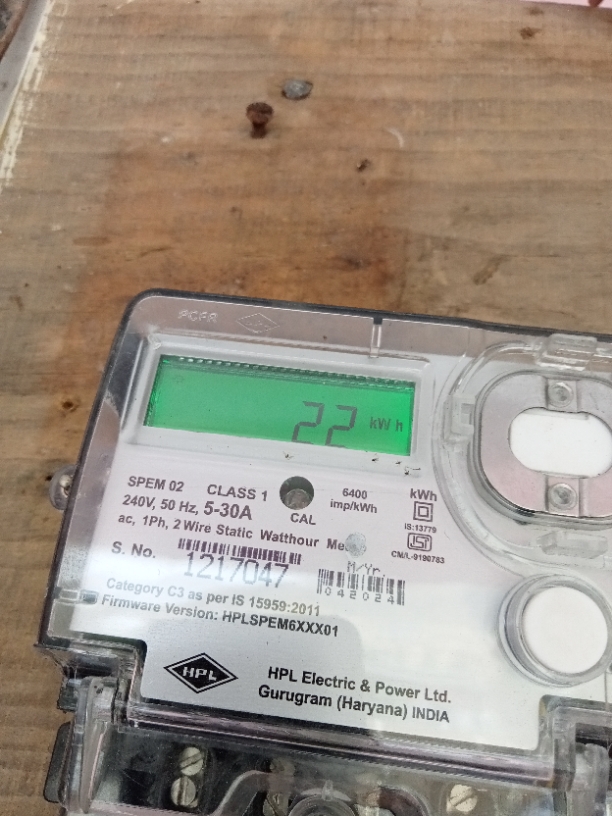 22 kWh
SPEM 02 CLASS 1 6400 imp/kWh kWh
240V, 50 Hz, 5-30A CAL IS:13779
ac, 1Ph, 2 Wire Static Watthour
CM/L-9190783
S. No. 1217047 M/Yr.
042024
Category C3 as per IS 15959:2011
Firmware Version: HPLSPEM6XXX01
HPL
HPL Electric & Power Ltd.
Gurugram (Haryana) INDIA